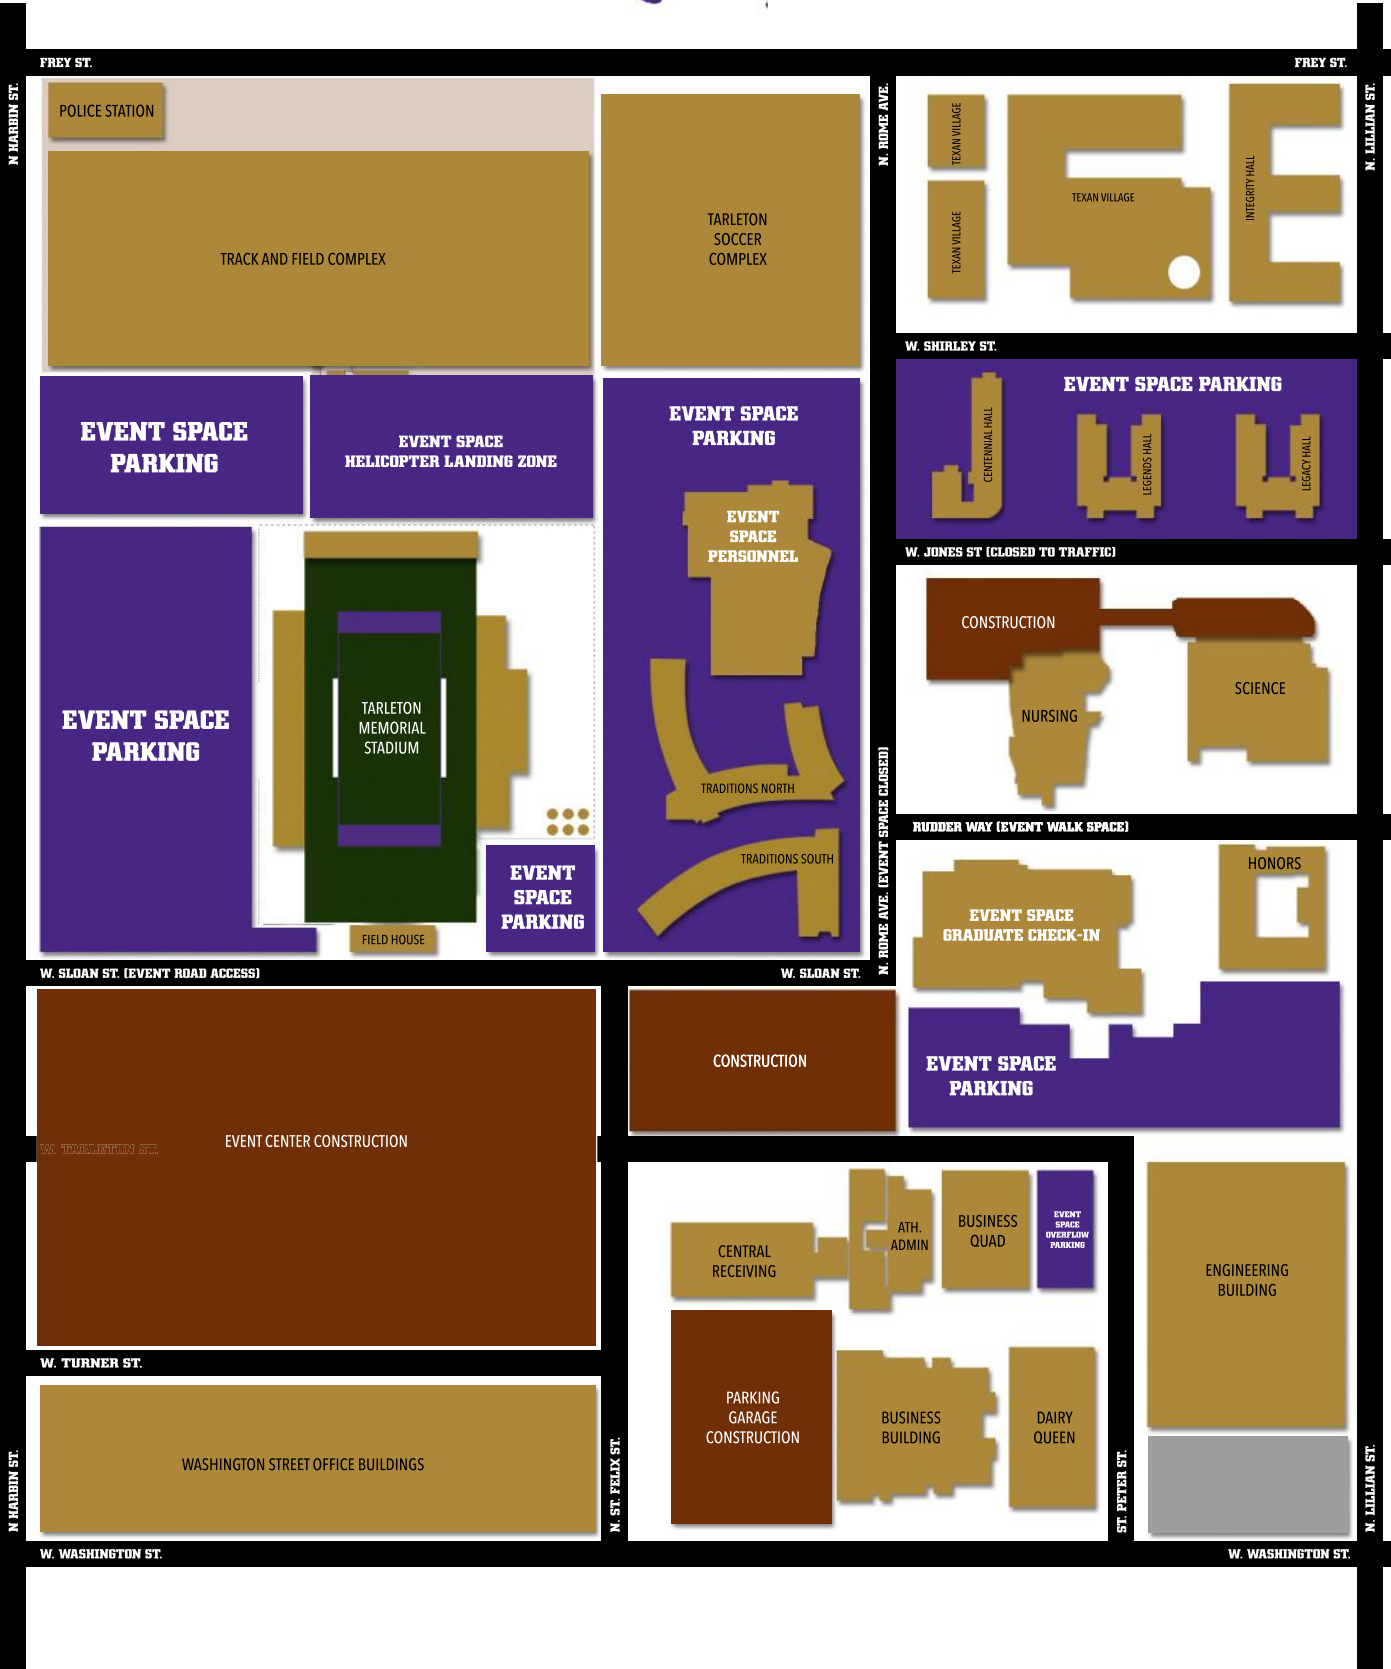 FREY ST.
FREY ST.
N HARBIN ST.
N. ROME AVE.
N. LILLIAN ST.
POLICE STATION
TRACK AND FIELD COMPLEX
TARLETON
SOCCER
COMPLEX
TEXAN VILLAGE
TEXAN VILLAGE
TEXAN VILLAGE
INTEGRITY HALL
W. SHIRLEY ST.
EVENT SPACE
PARKING
EVENT SPACE
HELICOPTER LANDING ZONE
EVENT SPACE
PARKING
EVENT SPACE PARKING
CENTENNIAL HALL
LEGENDS HALL
LEGACY HALL
EVENT
SPACE
PERSONNEL
W. JONES ST (CLOSED TO TRAFFIC)
CONSTRUCTION
SCIENCE
NURSING
EVENT SPACE
PARKING
TARLETON
MEMORIAL
STADIUM
TRADITIONS NORTH
TRADITIONS SOUTH
N. ROME AVE. (EVENT SPACE CLOSED)
RUDDER WAY (EVENT WALK SPACE)
HONORS
EVENT
SPACE
PARKING
FIELD HOUSE
EVENT SPACE
GRADUATE CHECK-IN
W. SLOAN ST. (EVENT ROAD ACCESS)
W. SLOAN ST.
CONSTRUCTION
EVENT SPACE
PARKING
W. TARLETON ST.
EVENT CENTER CONSTRUCTION
CENTRAL
RECEIVING
ATH.
ADMIN
BUSINESS
QUAD
EVENT
SPACE
OVERFLOW
PARKING
ENGINEERING
BUILDING
W. TURNER ST.
PARKING
GARAGE
CONSTRUCTION
BUSINESS
BUILDING
DAIRY
QUEEN
WASHINGTON STREET OFFICE BUILDINGS
N HARBIN ST.
N. ST. FELIX ST.
ST. PETER ST.
N. LILLIAN ST.
W. WASHINGTON ST.
W. WASHINGTON ST.